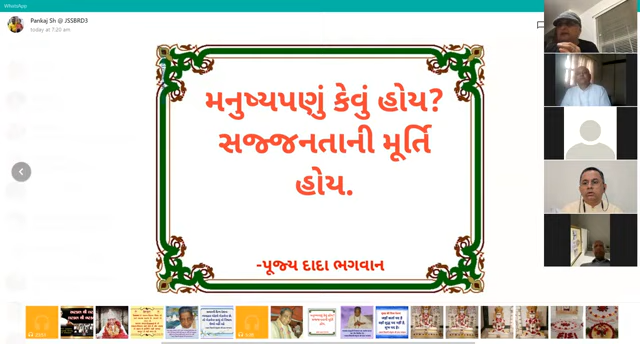 WhatsApp
Pankaj Sh @ JSSBRD3
today at 7:20 am
મનુષ્યપણું કેવું હોય?
સજ્જનતાની મૂર્તિ
હોય.
-પૂજ્ય દાદા ભગવાન